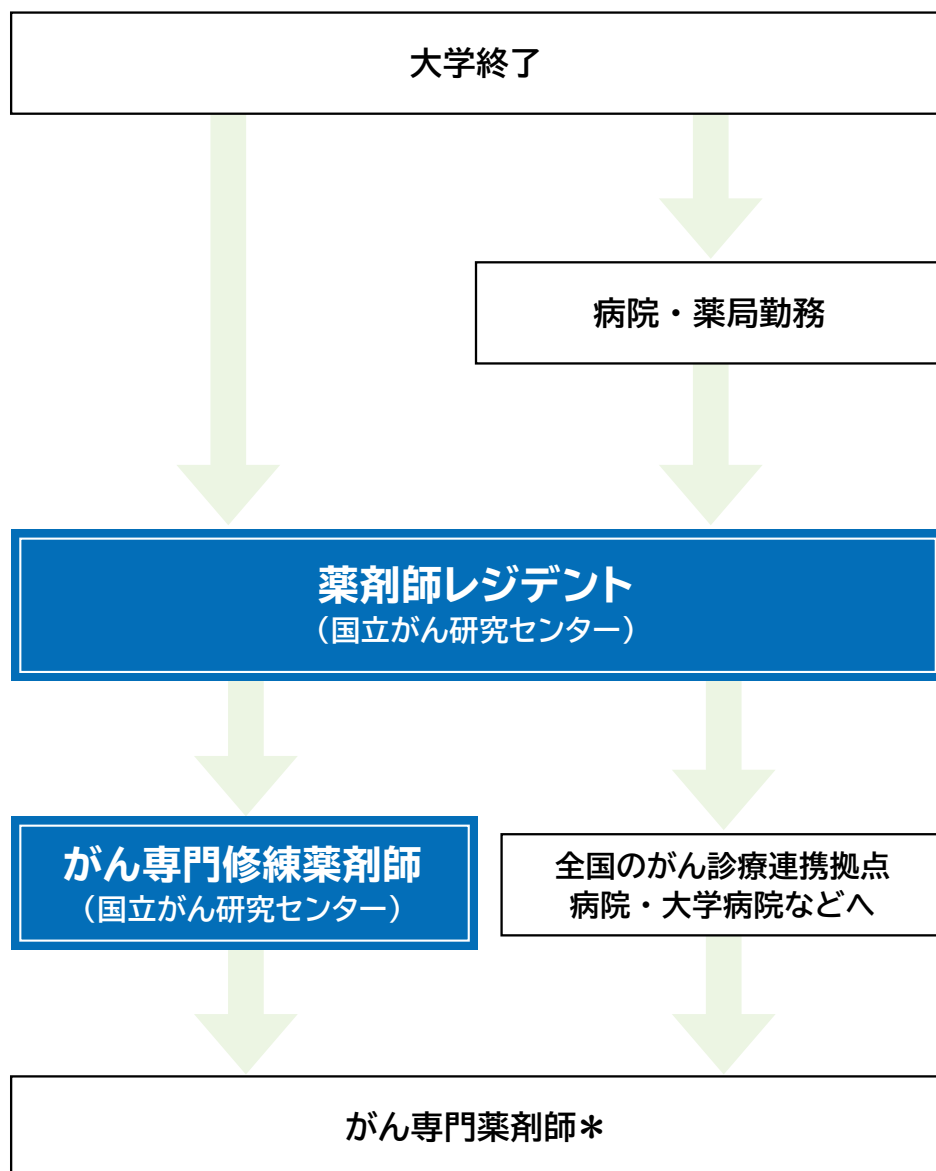 大学終了
病院・薬局勤務
薬剤師レジデント
（国立がん研究センター）
がん専門修練薬剤師
（国立がん研究センター）
全国のがん診療連携拠点
病院・大学病院などへ
がん専門薬剤師＊